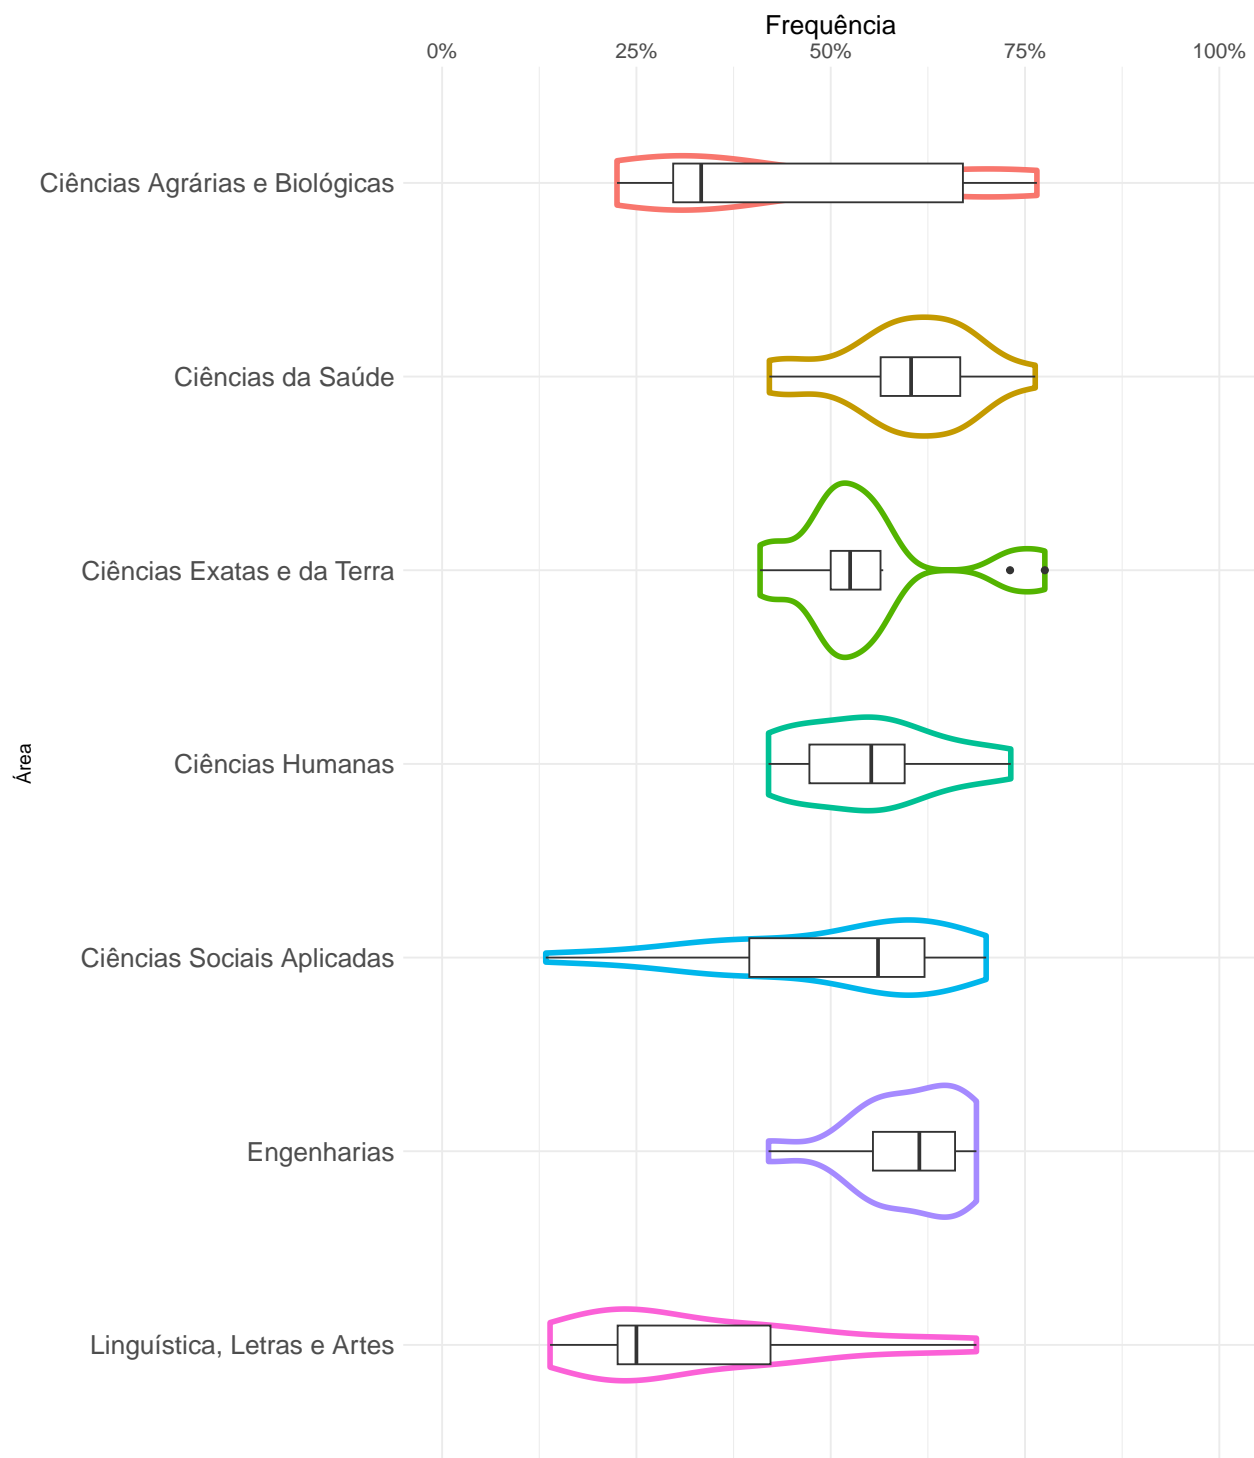 Frequência
0% 25% 50% 75% 100%
Ciências Agrárias e Biológicas
Ciências da Saúde
Ciências Exatas e da Terra
Ciências Humanas
Área
Ciências Sociais Aplicadas
Engenharias
Linguística, Letras e Artes